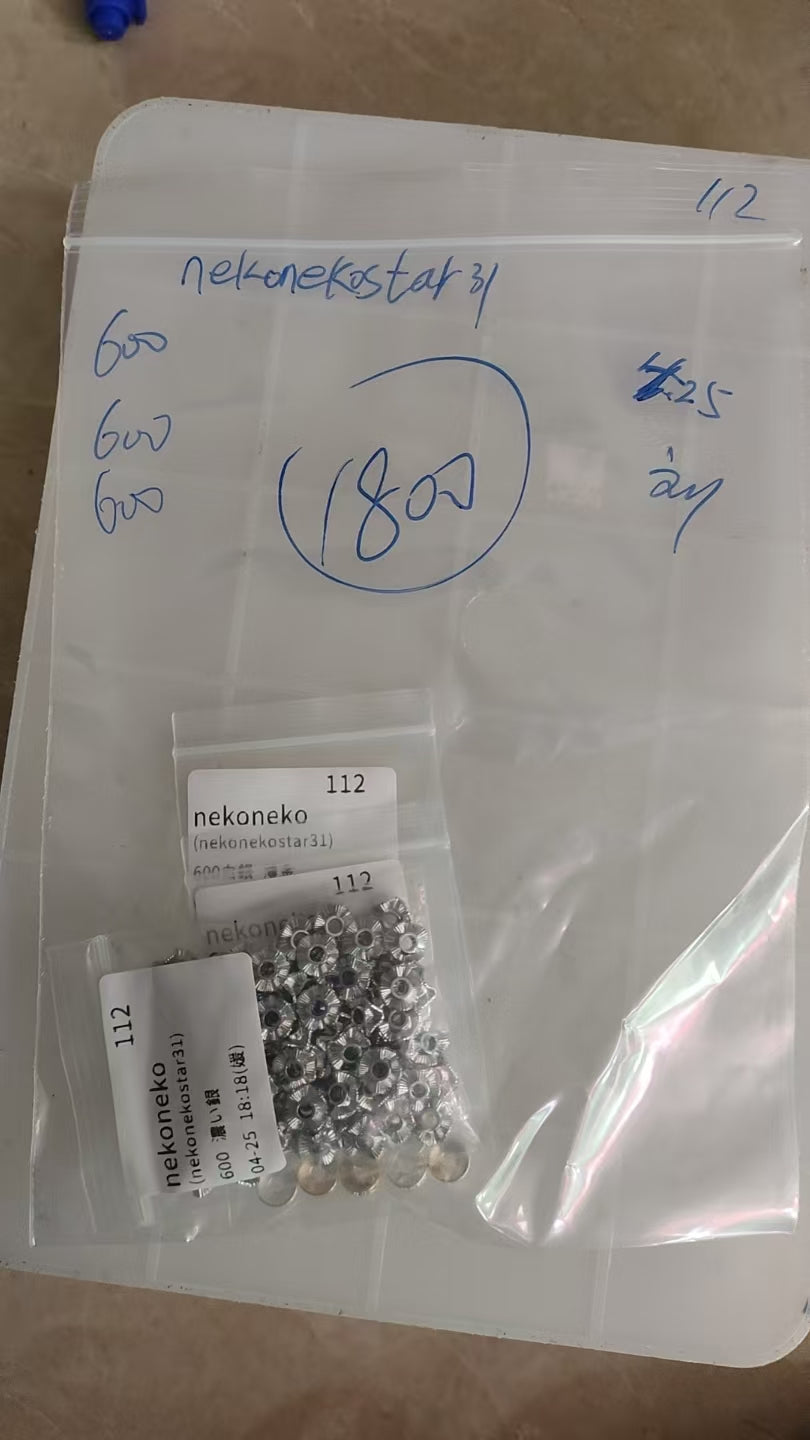 112
nekonekostar31
600
600
600
1800
4.25
112
nekoneko
(nekonekostar31)
600白銀
112
nekoneko
112
nekoneko
(nekonekostar31)
600 濃い銀
04-25 18:18(媛)